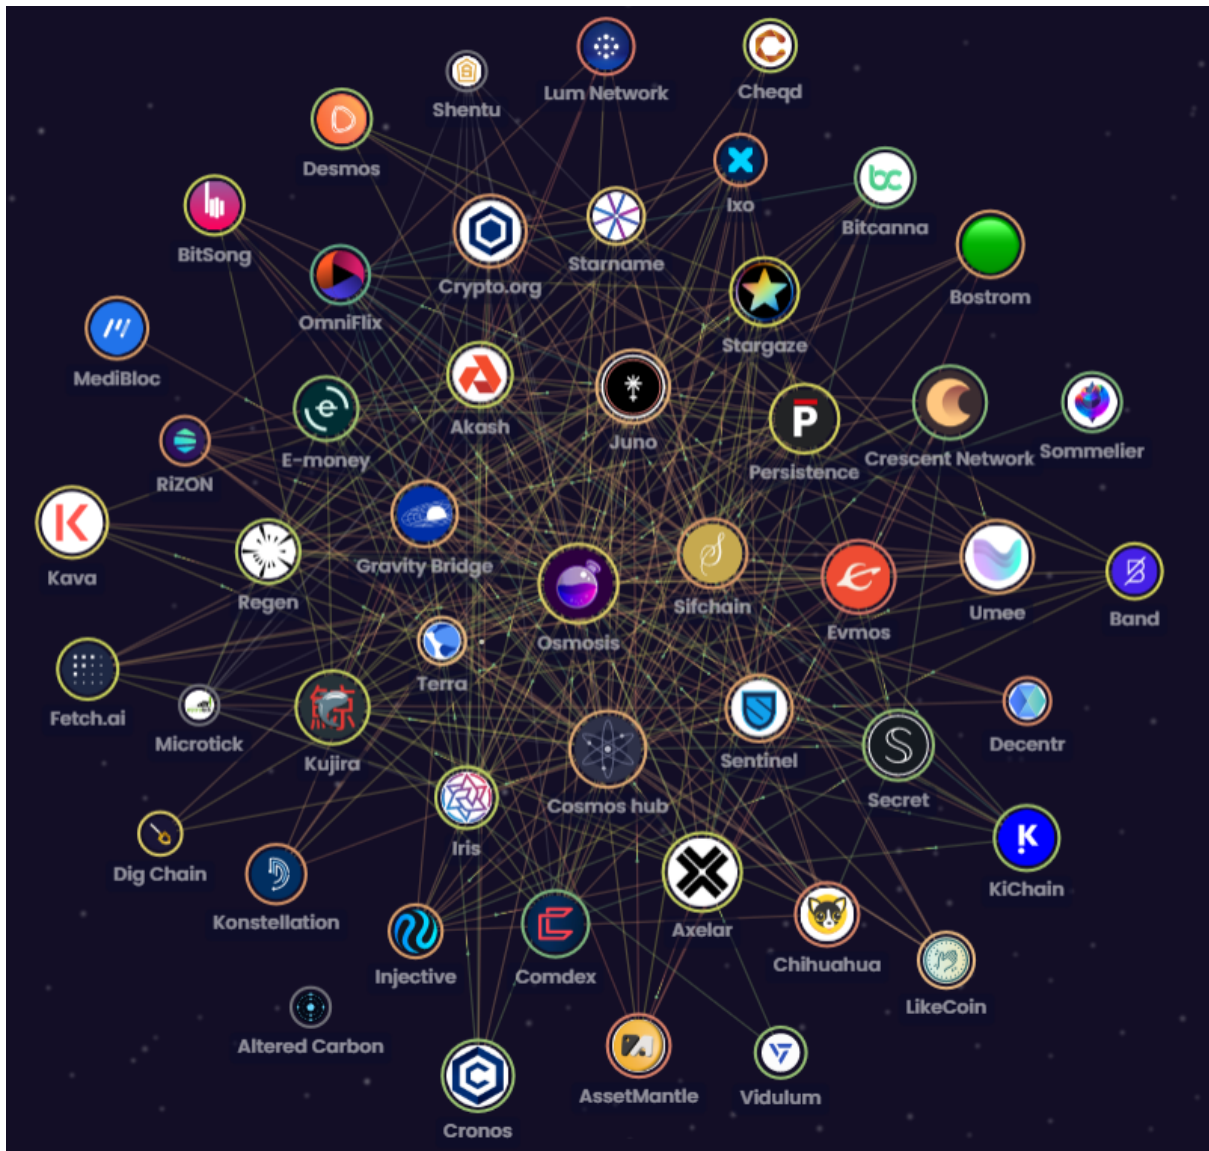 Lum Network
Cheqd
Shentu
Desmos
Ixo
Bitcanna
BitSong
Crypto.org
Starname
Bostrom
OmniFlix
Stargaze
MediBloc
Akash
Juno
E-money
Persistence
Crescent Network
Sommelier
RiZON
Kava
Regen
Gravity Bridge
Osmosis
Sifchain
Evmos
Umee
Band
Fetch.ai
Microtick
Kujira
Terra
Cosmos hub
Sentinel
Secret
Decentr
Dig Chain
Konstellation
Iris
Injective
Comdex
Axelar
Chihuahua
KiChain
LikeCoin
Altered Carbon
Cronos
AssetMantle
Vidulum